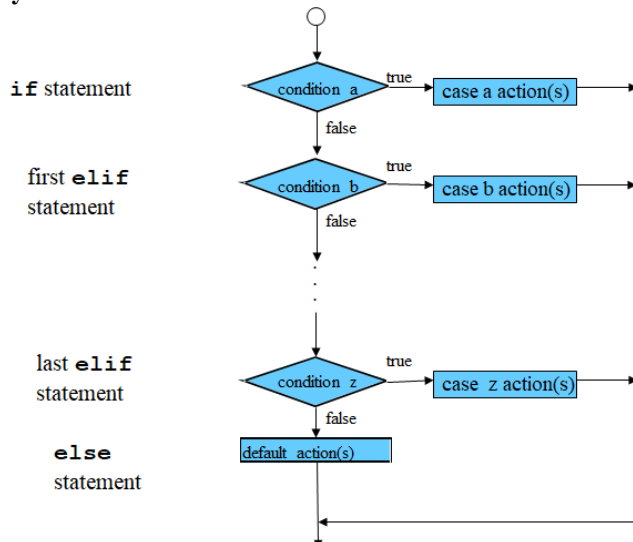 if statement
condition a
true
case a action(s)
false
first elif
statement
condition b
true
case b action(s)
false
.
.
.
last elif
statement
condition z
true
case z action(s)
false
else
statement
default action(s)